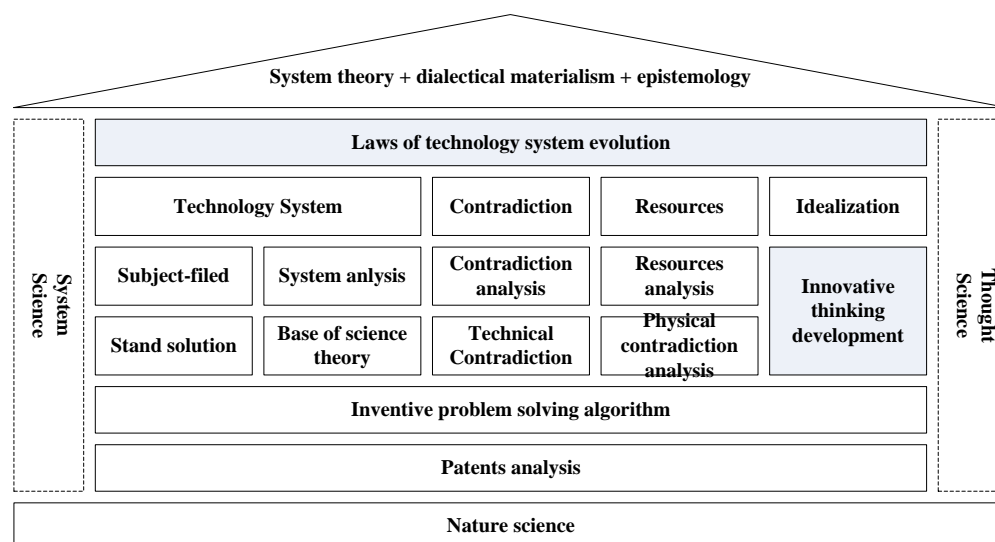 System theory + dialectical materialism + epistemology
Laws of technology system evolution
System
Science
Thought
Science
Technology System
Contradiction
Resources
Idealization
Subject-filed
System anlysis
Contradiction
analysis
Resources
analysis
Innovative
thinking
development
Stand solution
Base of science
theory
Technical
Contradiction
Physical
contradiction
analysis
Inventive problem solving algorithm
Patents analysis
Nature science